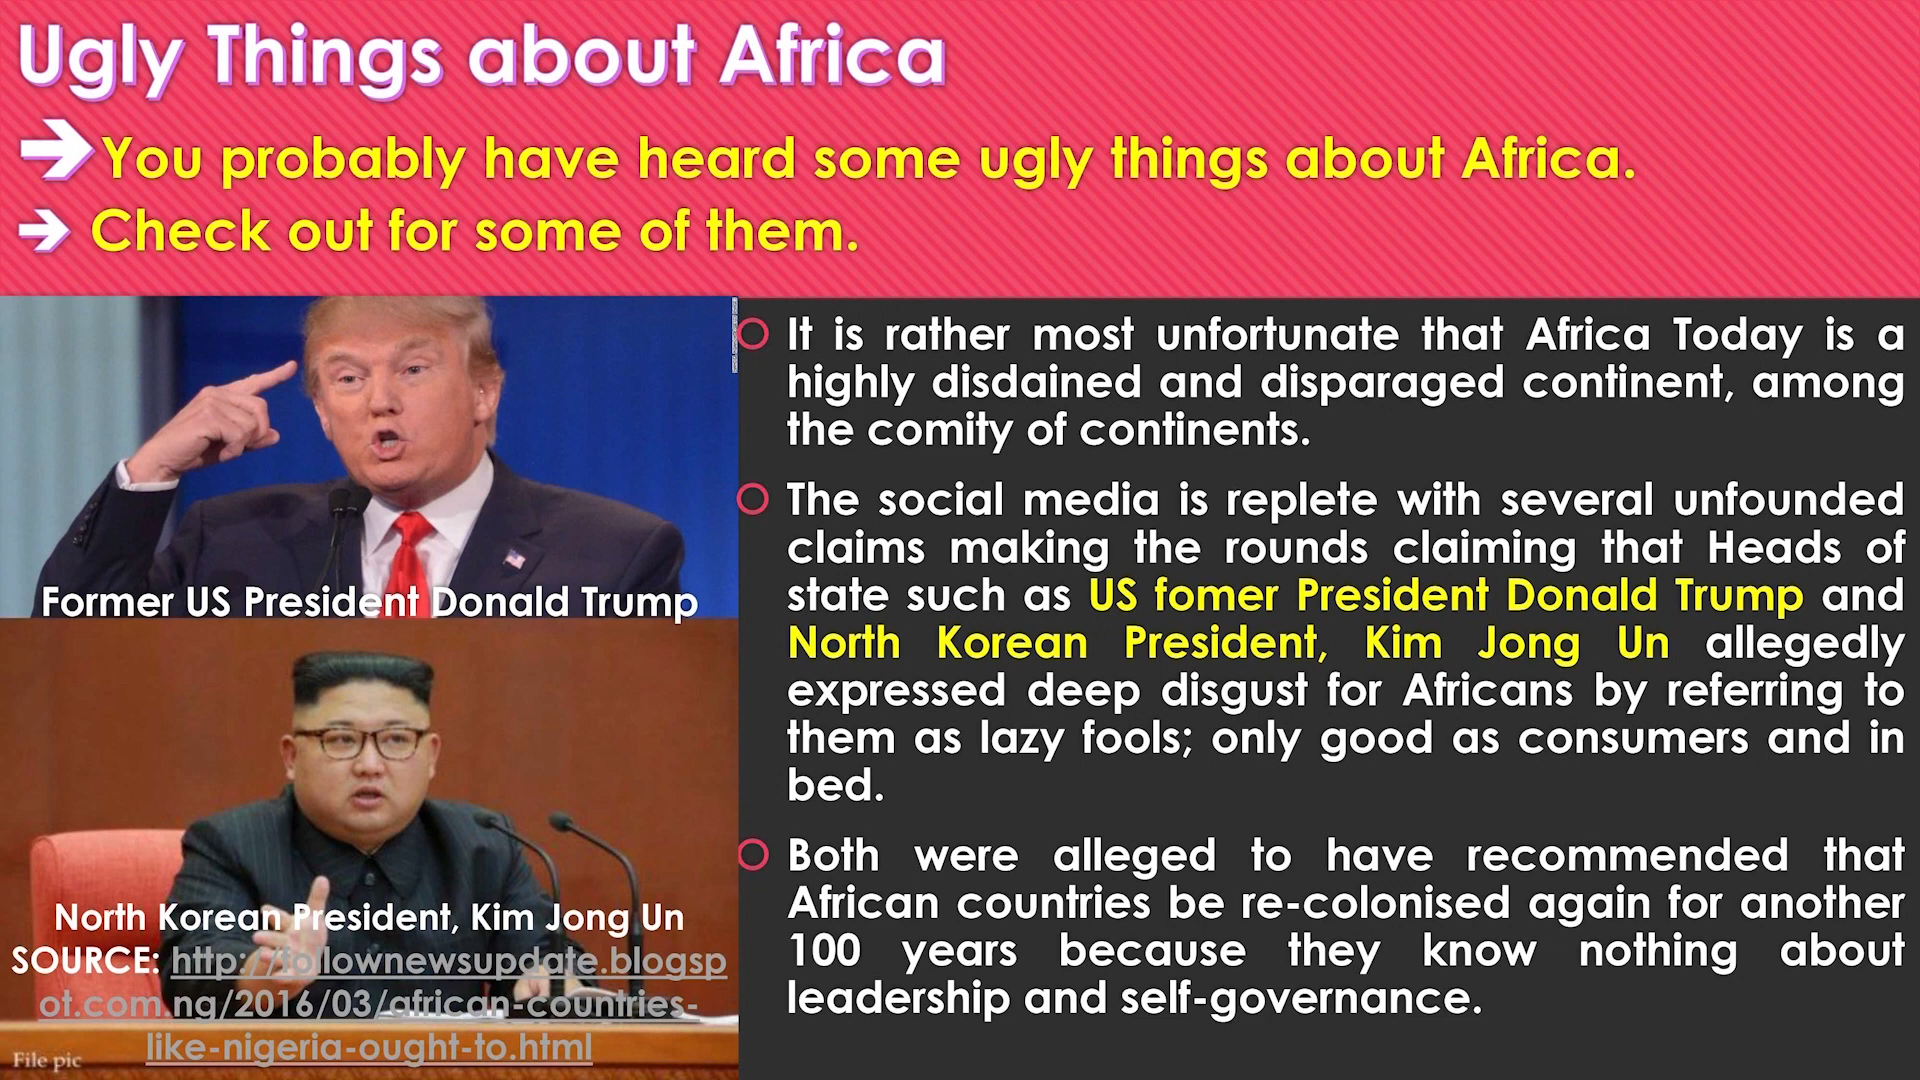 Ugly Things about Africa
You probably have heard some ugly things about Africa.
Check out for some of them.
Former US President Donald Trump
North Korean President, Kim Jong Un
SOURCE: http://follownewsupdate.blogsp
ot.com.ng/2016/03/african-countries-
like-nigeria-ought-to.html
File pic
It is rather most unfortunate that Africa Today is a
highly disdained and disparaged continent, among
the comity of continents.
The social media is replete with several unfounded
claims making the rounds claiming that Heads of
state such as US fomer President Donald Trump and
North Korean President, Kim Jong Un allegedly
expressed deep disgust for Africans by referring to
them as lazy fools; only good as consumers and in
bed.
Both were alleged to have recommended that
African countries be re-colonised again for another
100 years because they know nothing about
leadership and self-governance.